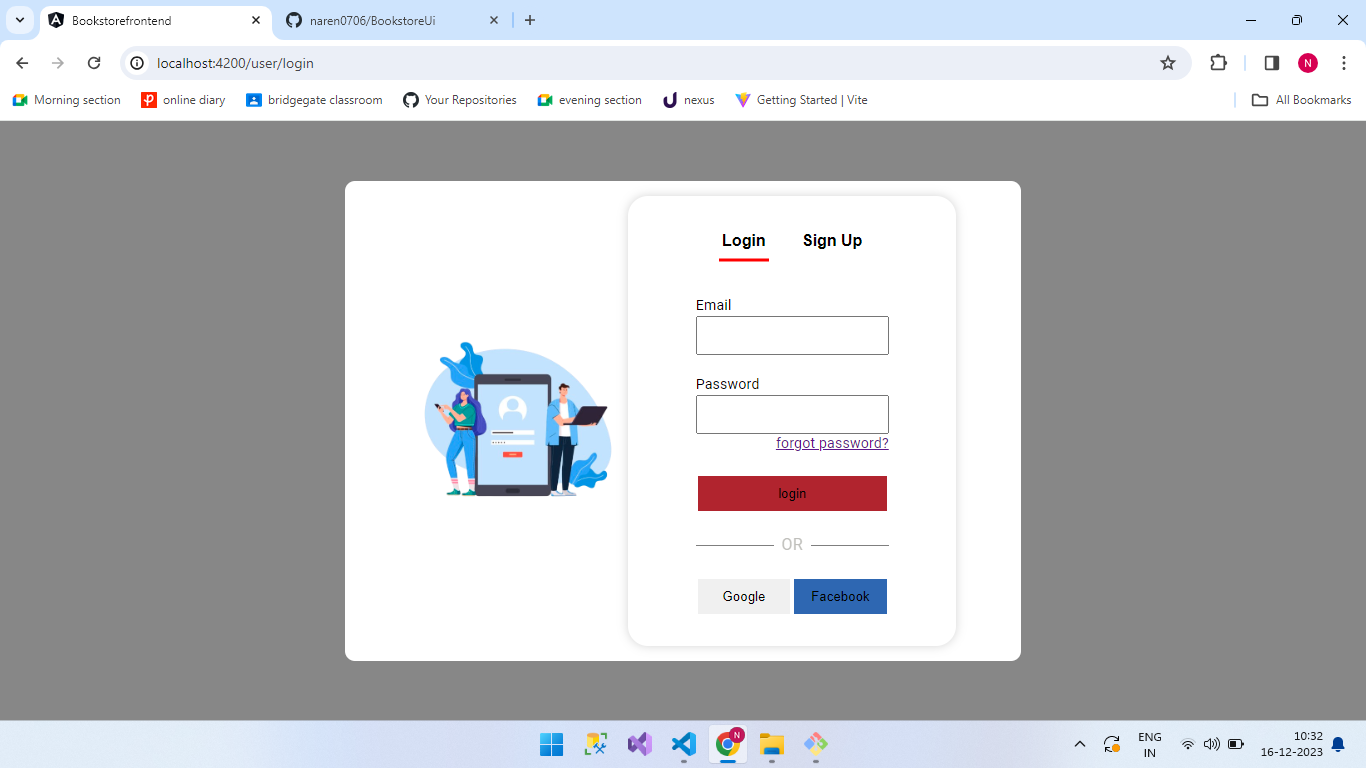 Bookstorefrontend
naren0706/BookstoreUi
localhost:4200/user/login
N
Morning section
online diary
bridgegate classroom
Your Repositories
evening section
nexus
Getting Started | Vite
All Bookmarks
Login Sign Up
Email
Password
forgot password?
login
OR
Google Facebook
N
ENG
IN
10:32
16-12-2023